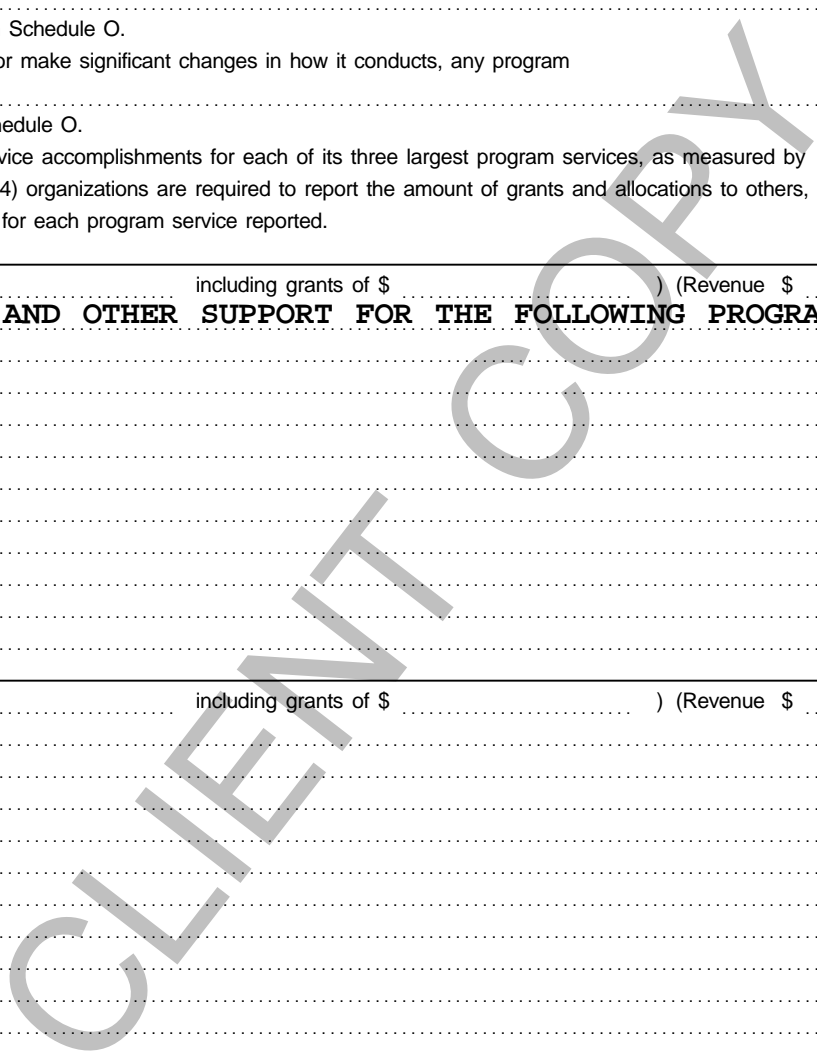 Schedule O.
or make significant changes in how it conducts, any program
edule O.
vice accomplishments for each of its three largest program services, as measured by
4) organizations are required to report the amount of grants and allocations to others,
for each program service reported.
including grants of $ ) (Revenue $
AND OTHER SUPPORT FOR THE FOLLOWING PROGRA
including grants of $ ) (Revenue $
CLIENT COPY